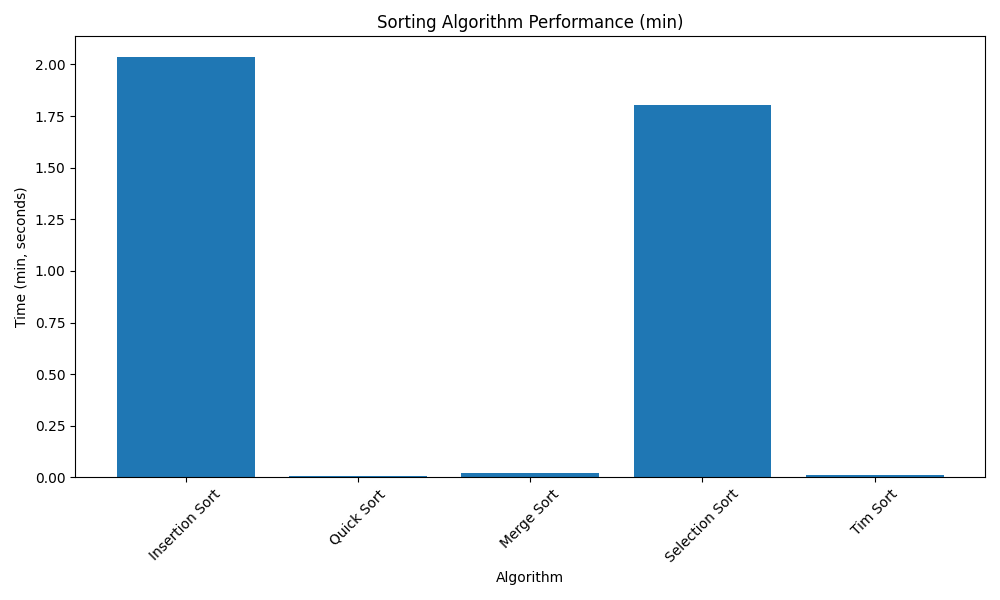 Sorting Algorithm Performance (min)
Time (min, seconds)
2.00
1.75
1.50
1.25
1.00
0.75
0.50
0.25
0.00
Insertion Sort
Quick Sort
Merge Sort
Selection Sort
Tim Sort
Algorithm